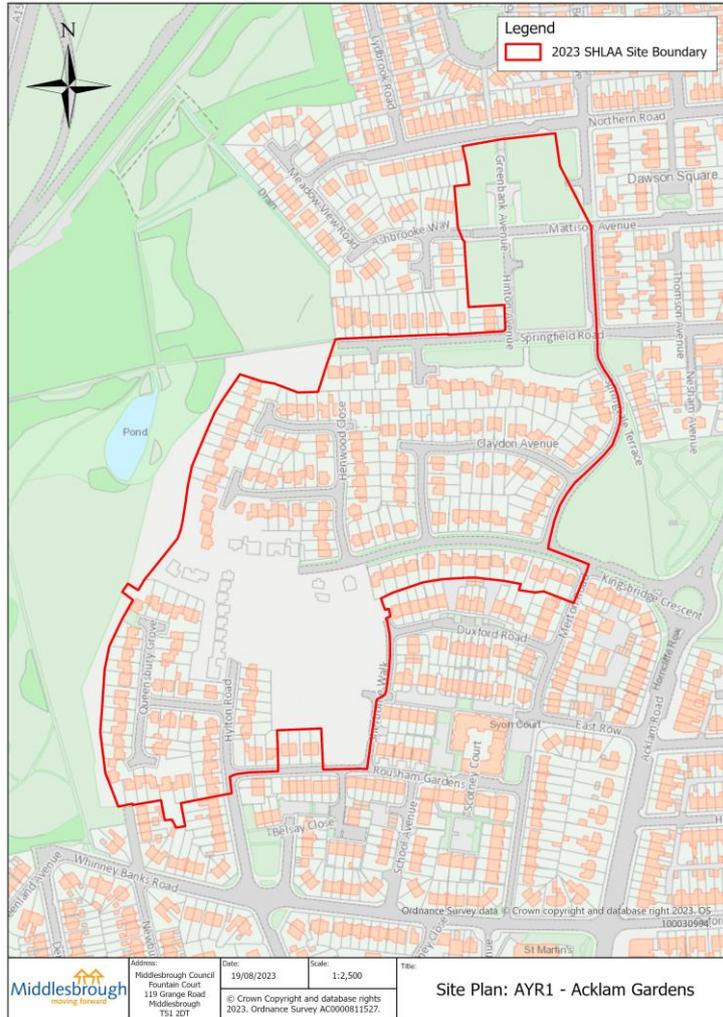 A19
N
Legend
2023 SHLAA Site Boundary
Lydbrook Road
Northern Road
Meadow View Road
Drain
Greenbank Avenue
Dawson Square
Ashbrooke Way
Mattison Avenue
Hinton Avenue
Thomson Avenue
Springfield Road
Nesham Avenue
Pond
Henwood Close
Claydon Avenue
Kingsbridge Crescent
Duxford Road
Queensbury Grove
Hylton Road
Syon Court
East Row
Acklam Road
Scotney Court
Rousham Gardens
Belsay Close
School Avenue
Whinney Banks Road
Ordnance Survey data © Crown copyright and database right 2023. OS
100030994.
St Martin's
Middlesbrough
moving forward
Address:
Middlesbrough Council
Fountain Court
119 Grange Road
Middlesbrough
TS1 2DT
Date:
19/08/2023
Scale:
1:2,500
© Crown Copyright and database rights
2023. Ordnance Survey AC0000811527.
Title:
Site Plan: AYR1 - Acklam Gardens